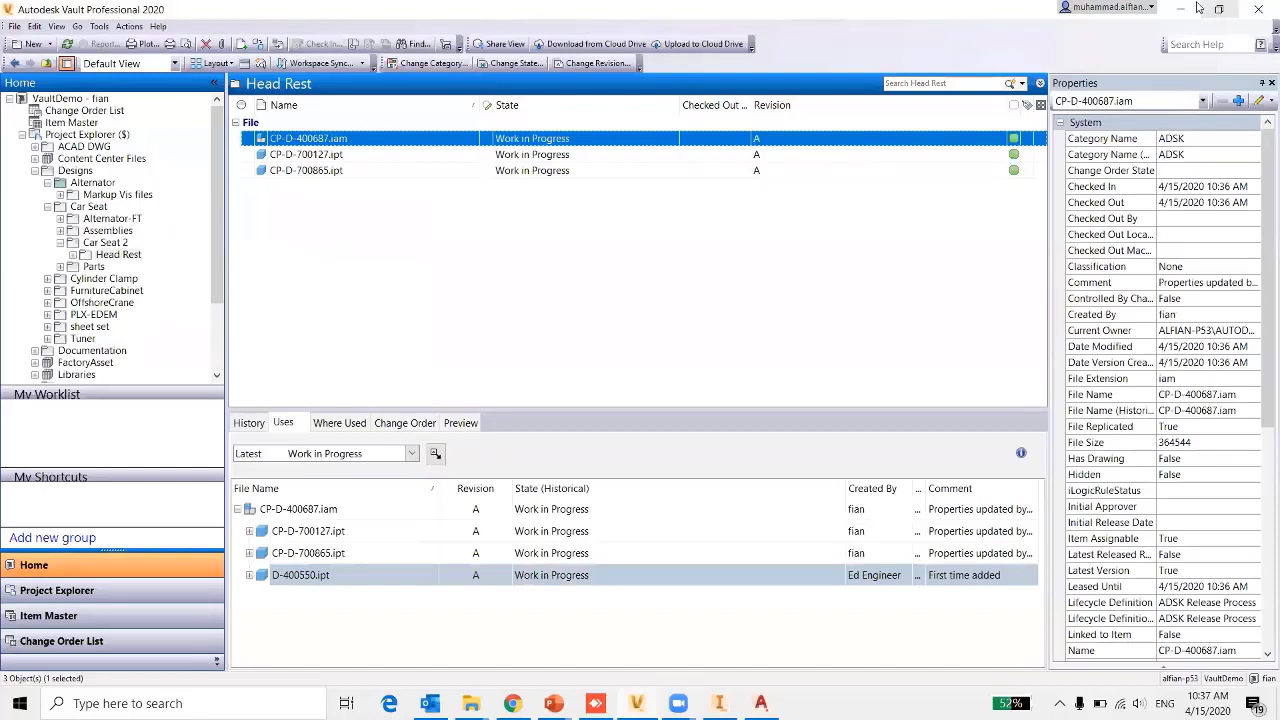 Autodesk Vault Professional 2020
muhammad.alfian...
File Edit View Go Tools Actions Help
New Report... Plot... Check In... Find... Share View Download from Cloud Drive Upload to Cloud Drive
Search Help
Default View Layout Workspace Sync... Change Category... Change State... Change Revision...
Home
VaultDemo - fian
Change Order List
Item Master
Project Explorer ($)
ACAD DWG
Content Center Files
Designs
Alternator
Markup Vis files
Car Seat
Alternator-FT
Assemblies
Car Seat 2
Head Rest
Parts
Cylinder Clamp
FurnitureCabinet
OffshoreCrane
PLX-EDEM
sheet set
Tuner
Documentation
FactoryAsset
Libraries
My Worklist
My Shortcuts
Add new group
Home
Project Explorer
Item Master
Change Order List
Head Rest
Search Head Rest
Name State Checked Out ... Revision
File
CP-D-400687.iam Work in Progress A
CP-D-700127.ipt Work in Progress A
CP-D-700865.ipt Work in Progress A
History Uses Where Used Change Order Preview
Latest Work in Progress
File Name Revision State (Historical) Created By ... Comment
CP-D-400687.iam A Work in Progress fian ... Properties updated by...
CP-D-700127.ipt A Work in Progress fian ... Properties updated by...
CP-D-700865.ipt A Work in Progress fian ... Properties updated by...
D-400550.ipt A Work in Progress Ed Engineer ... First time added
Properties
CP-D-400687.iam
System
Category Name ADSK
Category Name (... ADSK
Change Order State
Checked In 4/15/2020 10:36 AM
Checked Out 4/15/2020 10:36 AM
Checked Out By
Checked Out Loca...
Checked Out Mac...
Classification None
Comment Properties updated b...
Controlled By Cha... False
Created By fian
Current Owner ALFIAN-P53\AUTOD...
Date Modified 4/15/2020 10:36 AM
Date Version Crea... 4/15/2020 10:36 AM
File Extension iam
File Name CP-D-400687.iam
File Name (Histori... CP-D-400687.iam
File Replicated True
File Size 364544
Has Drawing False
Hidden False
iLogicRuleStatus
Initial Approver
Initial Release Date
Item Assignable True
Latest Released R... False
Latest Version True
Leased Until 4/15/2020 10:36 AM
Lifecycle Definition ADSK Release Process
Lifecycle Definition ... ADSK Release Process
Linked to Item False
Name CP-D-400687.iam
3 Object(s) (1 selected)
alfian-p53 VaultDemo fian
Type here to search
52%
10:37 AM
4/15/2020
19